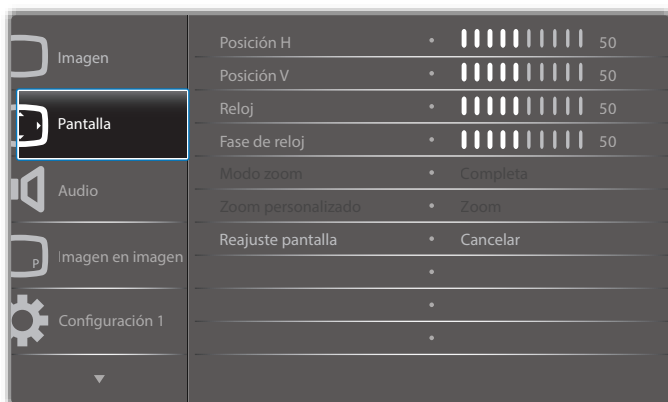 Imagen
Pantalla
Audio
P
Imagen en imagen
Configuración 1
Posición H • 50
Posición V • 50
Reloj • 50
Fase de reloj • 50
Modo zoom • Completa
Zoom personalizado • Zoom
Reajuste pantalla • Cancelar
•
•
•